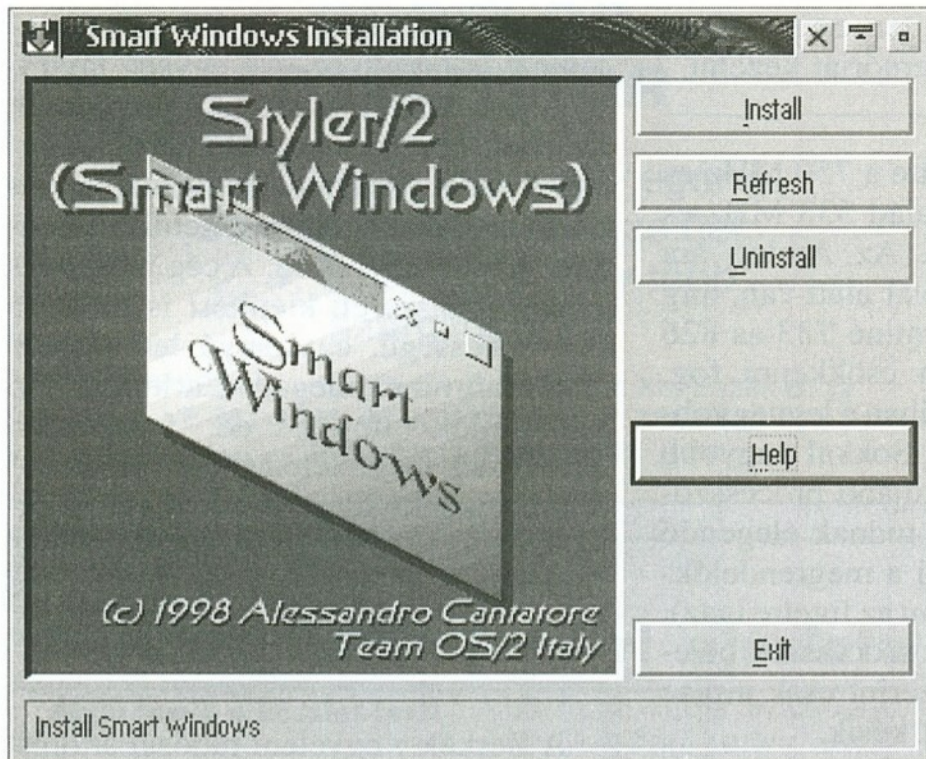 Smart Windows Installation
Styler/2
(Smart Windows)
Smart
Windows
(c) 1998 Alessandro Cantatore
Team OS/2 Italy
Install
Refresh
Uninstall
Help
Exit
Install Smart Windows